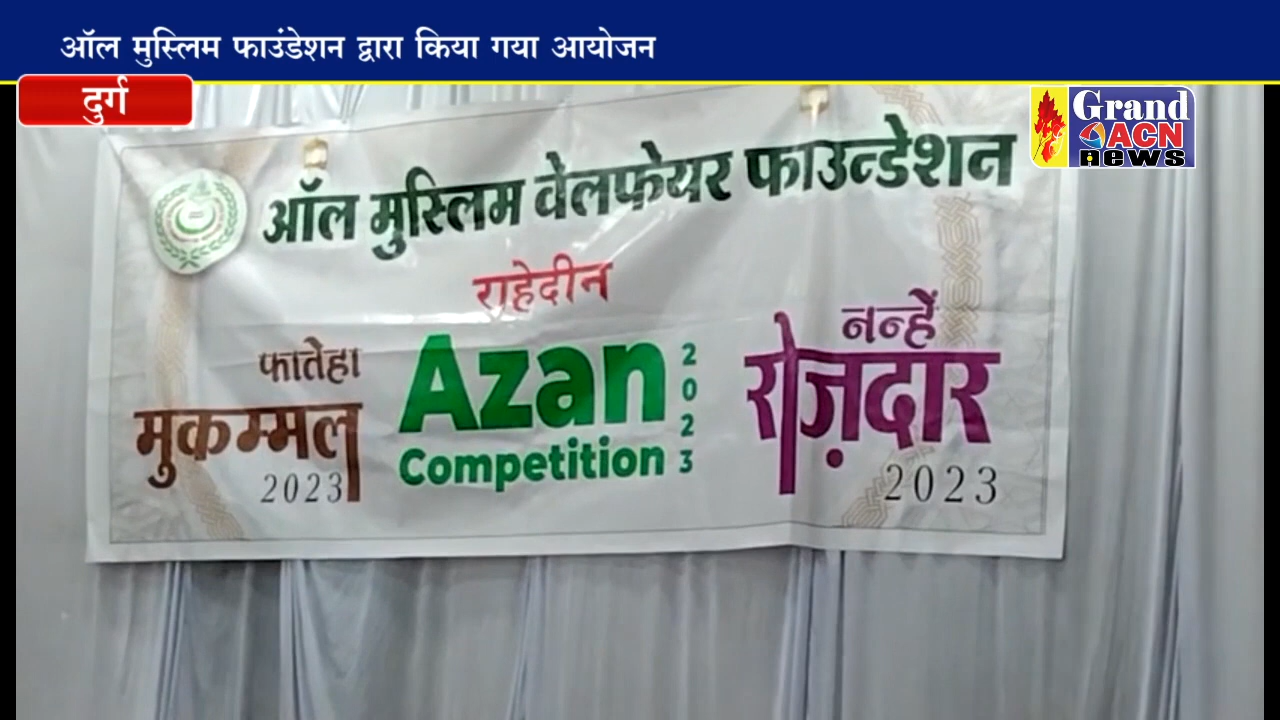 ऑल मुस्लिम फाउंडेशन द्वारा किया गया आयोजन
दुर्ग
Grand
ACN
news
ऑल मुस्लिम वेलफेयर फाउन्डेशन
राहेदीन
फातेहा
मुकम्मल
2023
Azan
Competition
2023
नन्हें
रोज़दार
2023